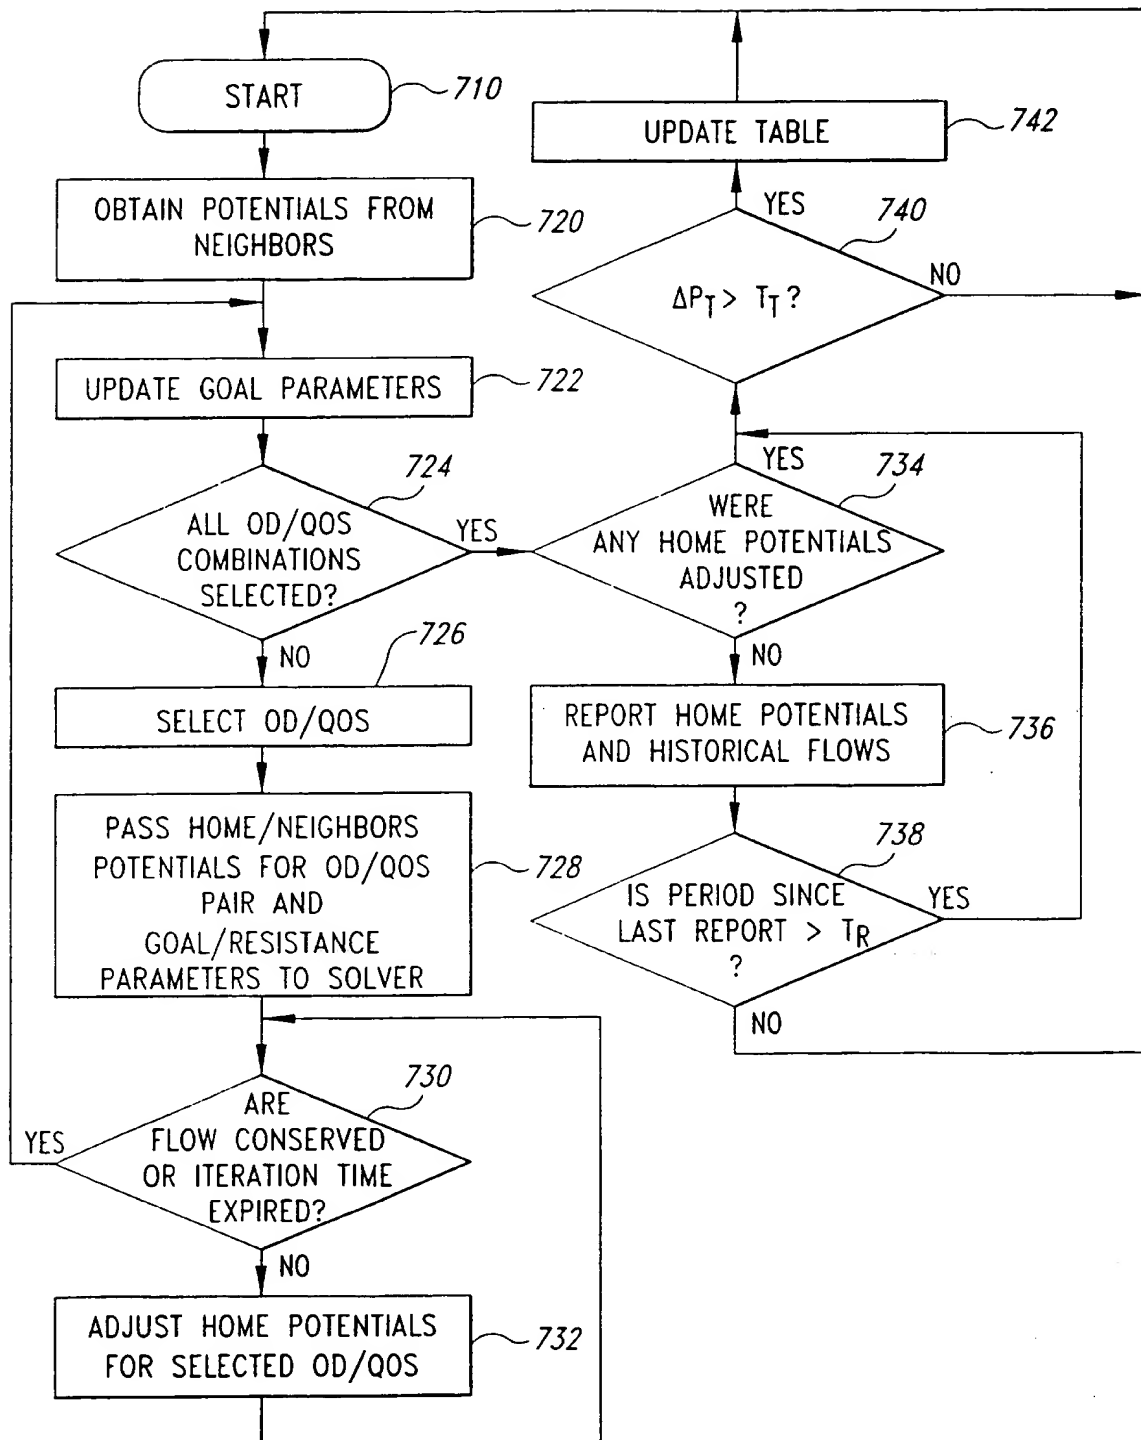 START
710
OBTAIN POTENTIALS FROM
NEIGHBORS
720
UPDATE GOAL PARAMETERS
722
724
ALL OD/QOS
COMBINATIONS
SELECTED?
YES
NO
726
SELECT OD/QOS
PASS HOME/NEIGHBORS
POTENTIALS FOR OD/QOS
PAIR AND
GOAL/RESISTANCE
PARAMETERS TO SOLVER
728
730
ARE
FLOW CONSERVED
OR ITERATION TIME
EXPIRED?
YES
NO
ADJUST HOME POTENTIALS
FOR SELECTED OD/QOS
732
UPDATE TABLE
742
YES
740
ΔPT > TT?
NO
YES
734
WERE
ANY HOME POTENTIALS
ADJUSTED
?
NO
REPORT HOME POTENTIALS
AND HISTORICAL FLOWS
736
738
IS PERIOD SINCE
LAST REPORT > TR
?
YES
NO